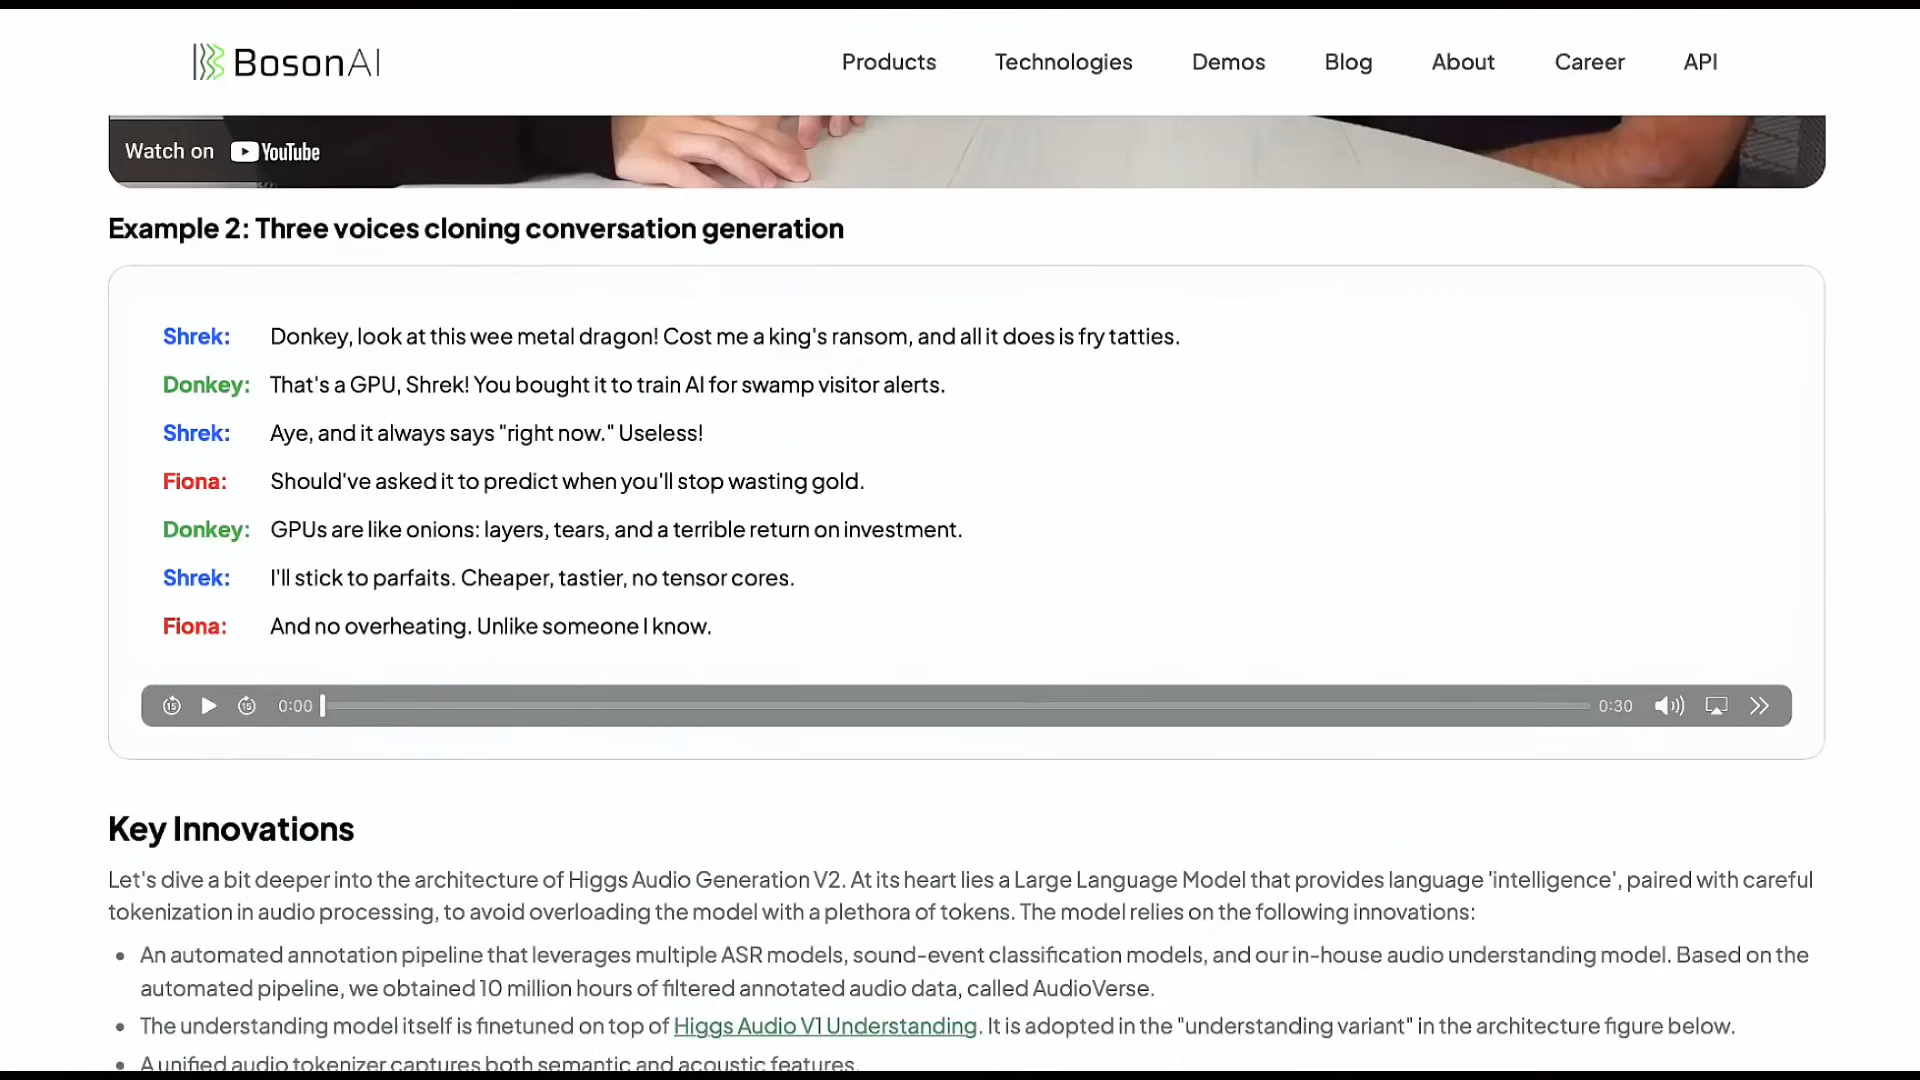 BosonAI
Products Technologies Demos Blog About Career API
Watch on YouTube
Example 2: Three voices cloning conversation generation
Shrek: Donkey, look at this wee metal dragon! Cost me a king's ransom, and all it does is fry tatties.
Donkey: That's a GPU, Shrek! You bought it to train AI for swamp visitor alerts.
Shrek: Aye, and it always says "right now." Useless!
Fiona: Should've asked it to predict when you'll stop wasting gold.
Donkey: GPUs are like onions: layers, tears, and a terrible return on investment.
Shrek: I'll stick to parfaits. Cheaper, tastier, no tensor cores.
Fiona: And no overheating. Unlike someone I know.
15 15 0:00 0:30
Key Innovations
Let's dive a bit deeper into the architecture of Higgs Audio Generation V2. At its heart lies a Large Language Model that provides language 'intelligence', paired with careful
tokenization in audio processing, to avoid overloading the model with a plethora of tokens. The model relies on the following innovations:
• An automated annotation pipeline that leverages multiple ASR models, sound-event classification models, and our in-house audio understanding model. Based on the
automated pipeline, we obtained 10 million hours of filtered annotated audio data, called AudioVerse.
• The understanding model itself is finetuned on top of Higgs Audio V1 Understanding. It is adopted in the "understanding variant" in the architecture figure below.
• A unified audio tokenizer captures both semantic and acoustic features.